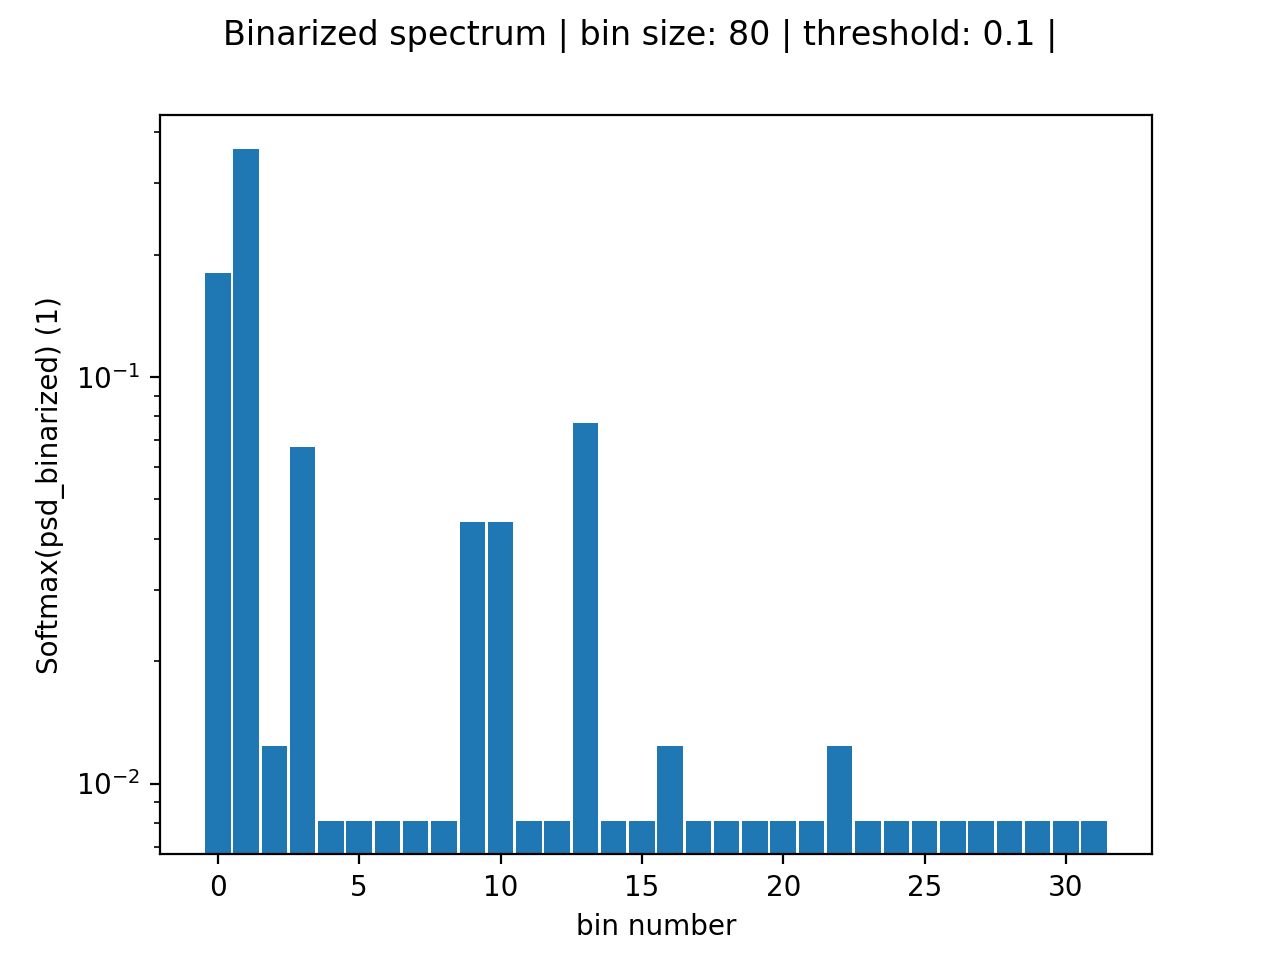 Binarized spectrum | bin size: 80 | threshold: 0.1 |
Softmax(psd_binarized) (1)
10⁻¹
10⁻²
0 5 10 15 20 25 30
bin number